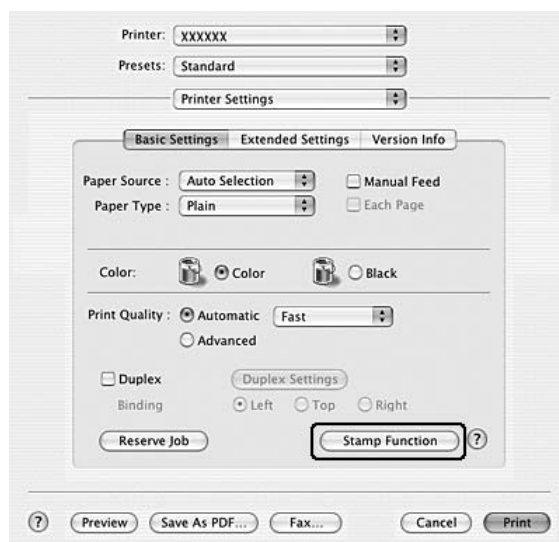 Printer: XXXXXX
Presets: Standard
Printer Settings
Basic Settings Extended Settings Version Info
Paper Source : Auto Selection Manual Feed
Paper Type : Plain Each Page
Color: Color Black
Print Quality : Automatic Fast
Advanced
Duplex Duplex Settings
Binding Left Top Right
Reserve Job Stamp Function ?
? Preview Save As PDF... Fax... Cancel Print